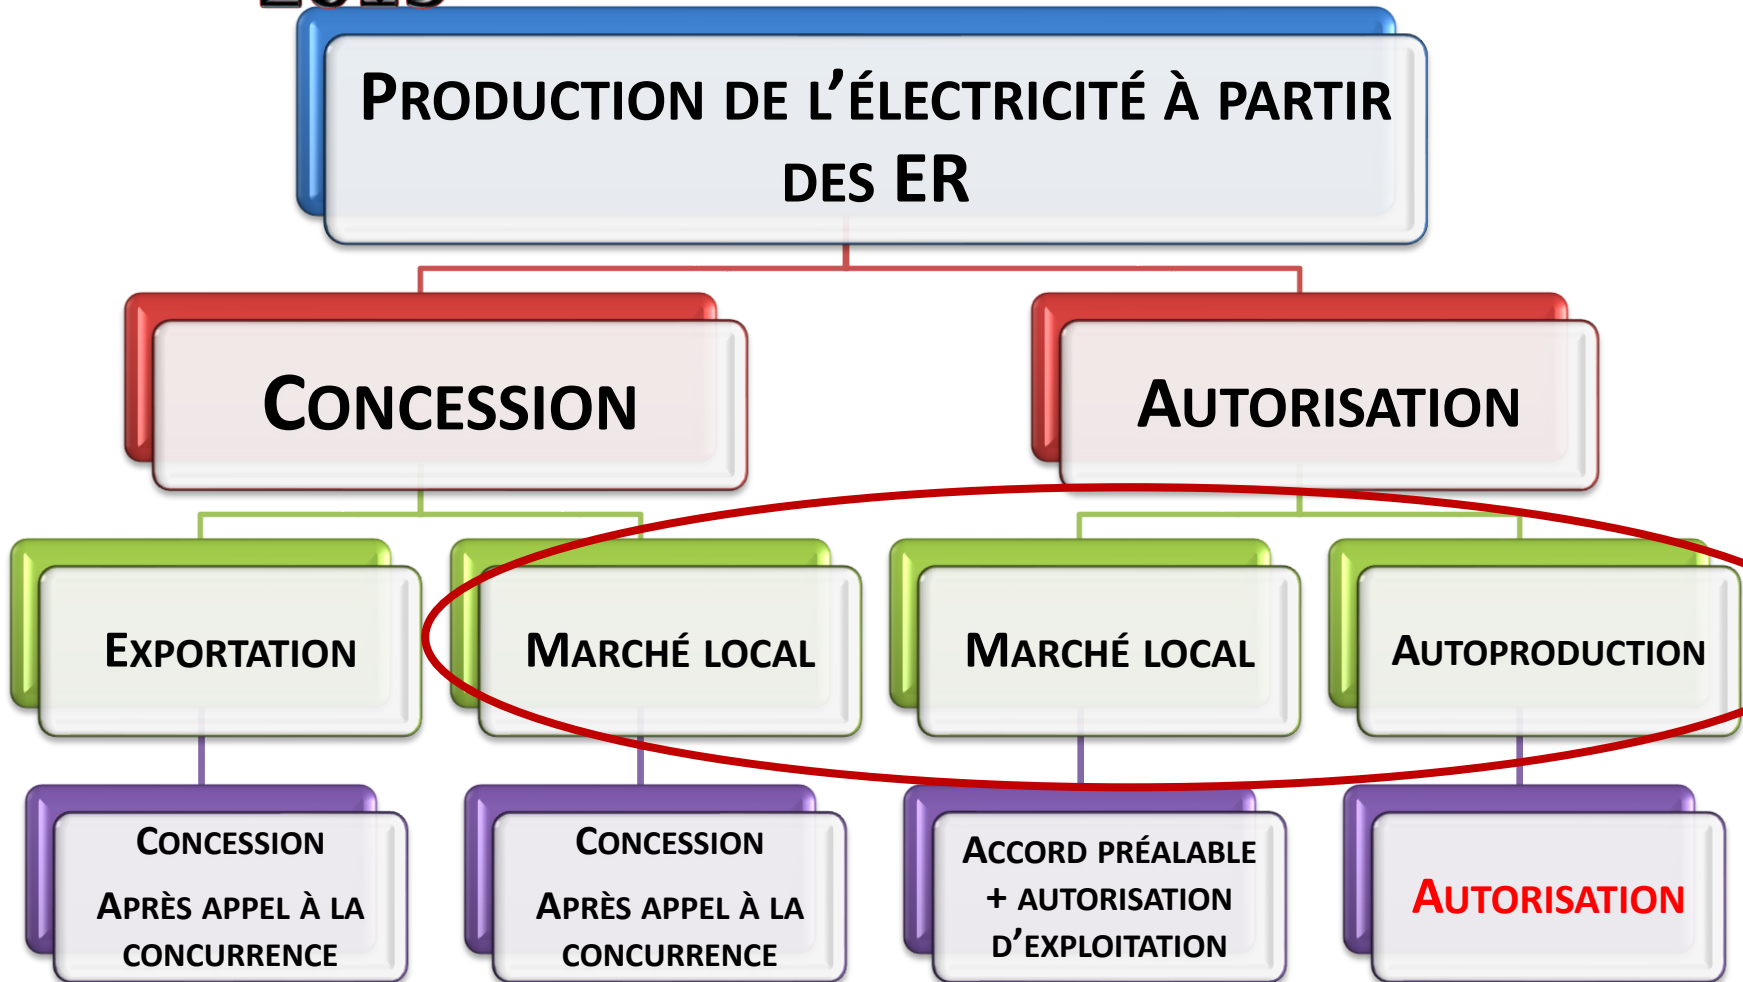 PRODUCTION DE L’ÉLECTRICITÉ À PARTIR
DES ER
CONCESSION
AUTORISATION
EXPORTATION
MARCHÉ LOCAL
MARCHÉ LOCAL
AUTOPRODUCTION
CONCESSION
APRÈS APPEL À LA
CONCURRENCE
CONCESSION
APRÈS APPEL À LA
CONCURRENCE
ACCORD PRÉALABLE
+ AUTORISATION
D’EXPLOITATION
AUTORISATION